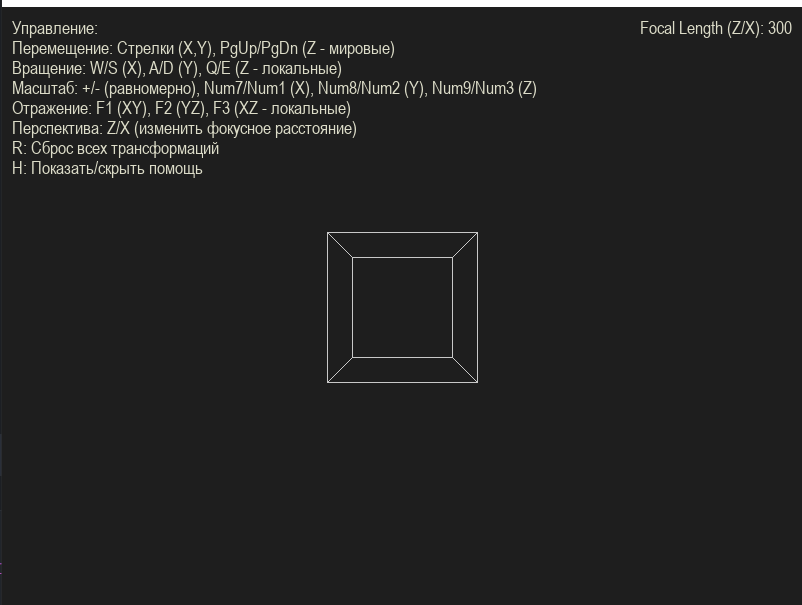 Управление:
Focal Length (Z/X): 300
Перемещение: Стрелки (X,Y), PgUp/PgDn (Z - мировые)
Вращение: W/S (X), A/D (Y), Q/E (Z - локальные)
Масштаб: +/- (равномерно), Num7/Num1 (X), Num8/Num2 (Y), Num9/Num3 (Z)
Отражение: F1 (XY), F2 (YZ), F3 (XZ - локальные)
Перспектива: Z/X (изменить фокусное расстояние)
R: Сброс всех трансформаций
H: Показать/скрыть помощь